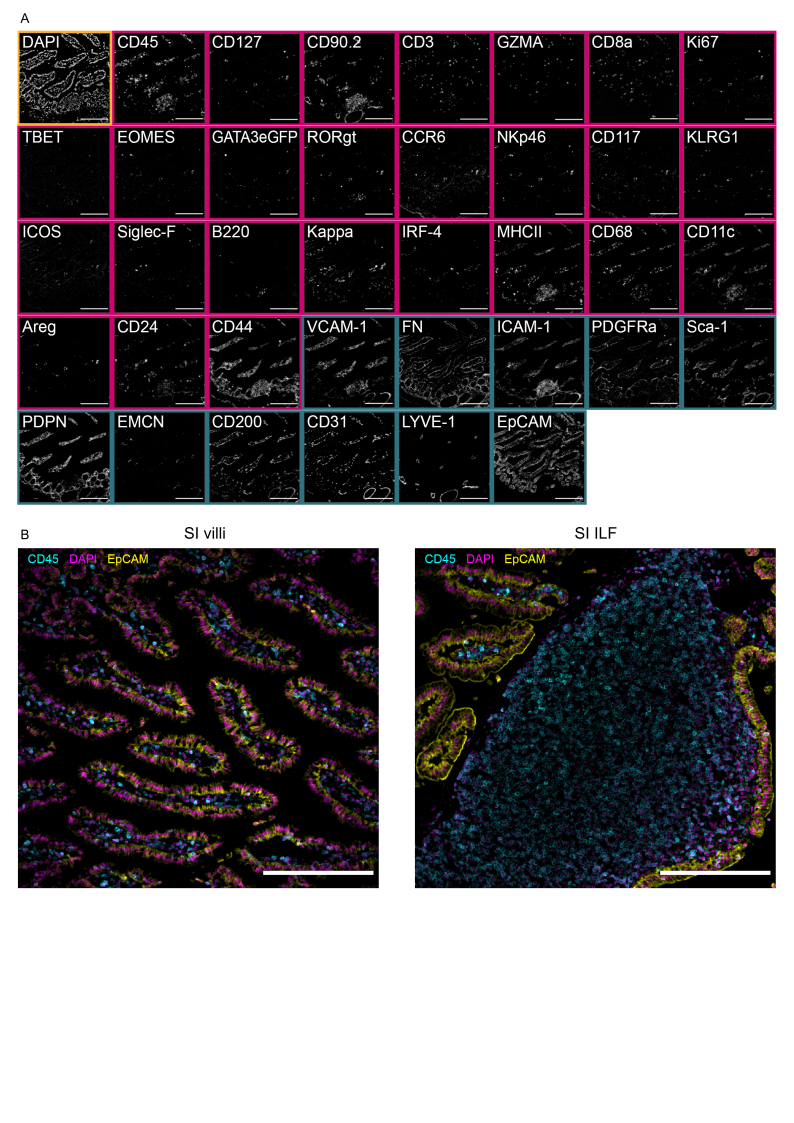 A
DAPI CD45 CD127 CD90.2 CD3 GZMA CD8a Ki67
TBET EOMES GATA3eGFP RORgt CCR6 NKp46 CD117 KLRG1
ICOS Siglec-F B220 Kappa IRF-4 MHCII CD68 CD11c
Areg CD24 CD44 VCAM-1 FN ICAM-1 PDGFRa Sca-1
PDPN EMCN CD200 CD31 LYVE-1 EpCAM
B SI villi SI ILF
CD45 DAPI EpCAM CD45 DAPI EpCAM